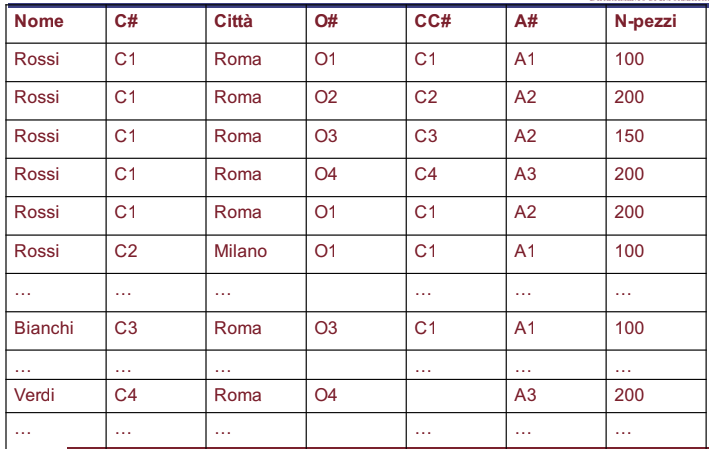 Nome C# Città O# CC# A# N-pezzi
Rossi C1 Roma O1 C1 A1 100
Rossi C1 Roma O2 C2 A2 200
Rossi C1 Roma O3 C3 A2 150
Rossi C1 Roma O4 C4 A3 200
Rossi C1 Roma O1 C1 A2 200
Rossi C2 Milano O1 C1 A1 100
… … … … … …
Bianchi C3 Roma O3 C1 A1 100
… … … … … …
Verdi C4 Roma O4 A3 200
… … … … … …